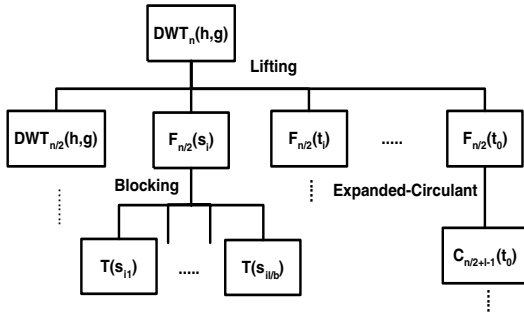 DWTn(h,g)
Lifting
DWTn/2(h,g)
Fn/2(si)
Fn/2(ti)
.....
Fn/2(t0)
Blocking
Expanded-Circulant
T(si1)
.....
T(sil/b)
Cn/2+l-1(t0)